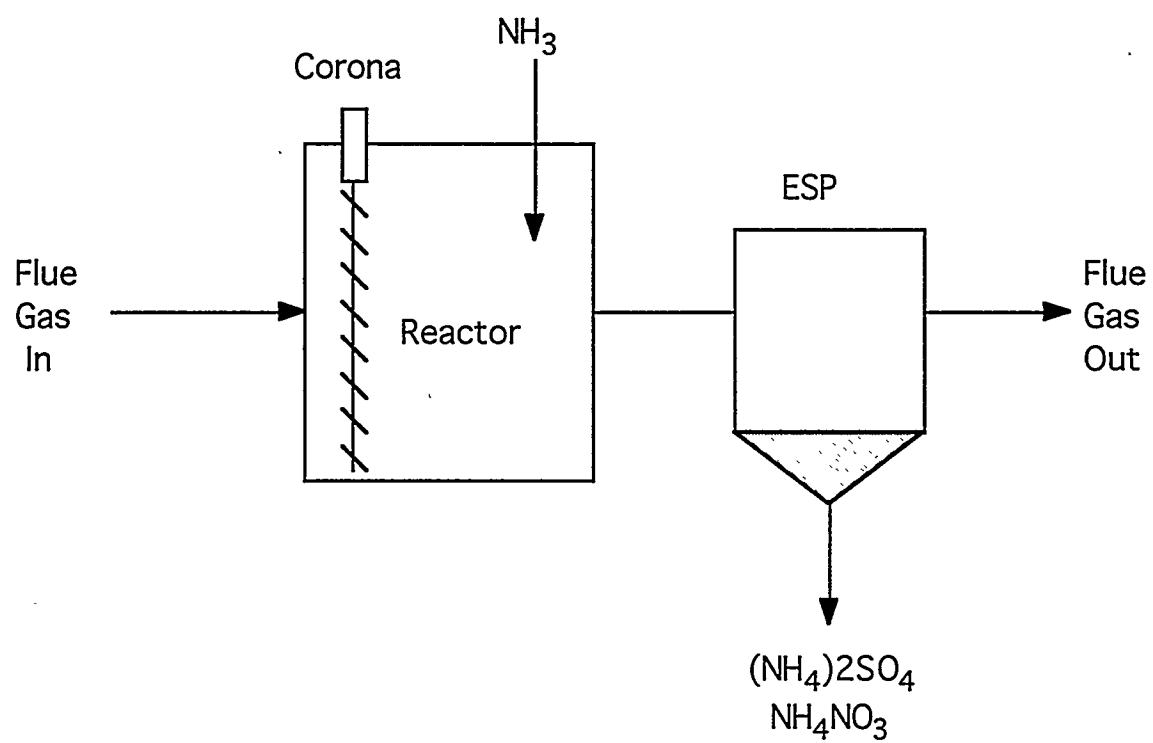 NH₃
Corona
ESP
Flue
Gas
In
Reactor
Flue
Gas
Out
(NH₄)2SO₄
NH₄NO₃